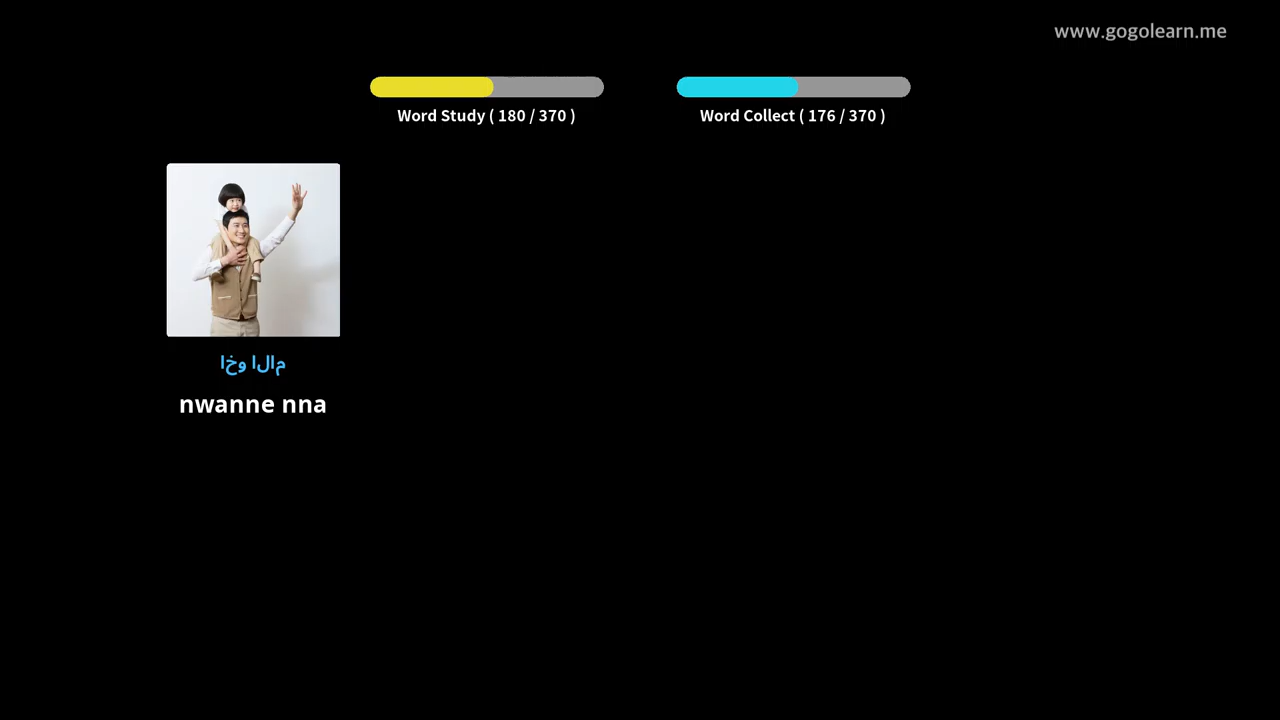 www.gogolearn.me
Word Study ( 180 / 370 )
Word Collect ( 176 / 370 )
اخو الام
nwanne nna